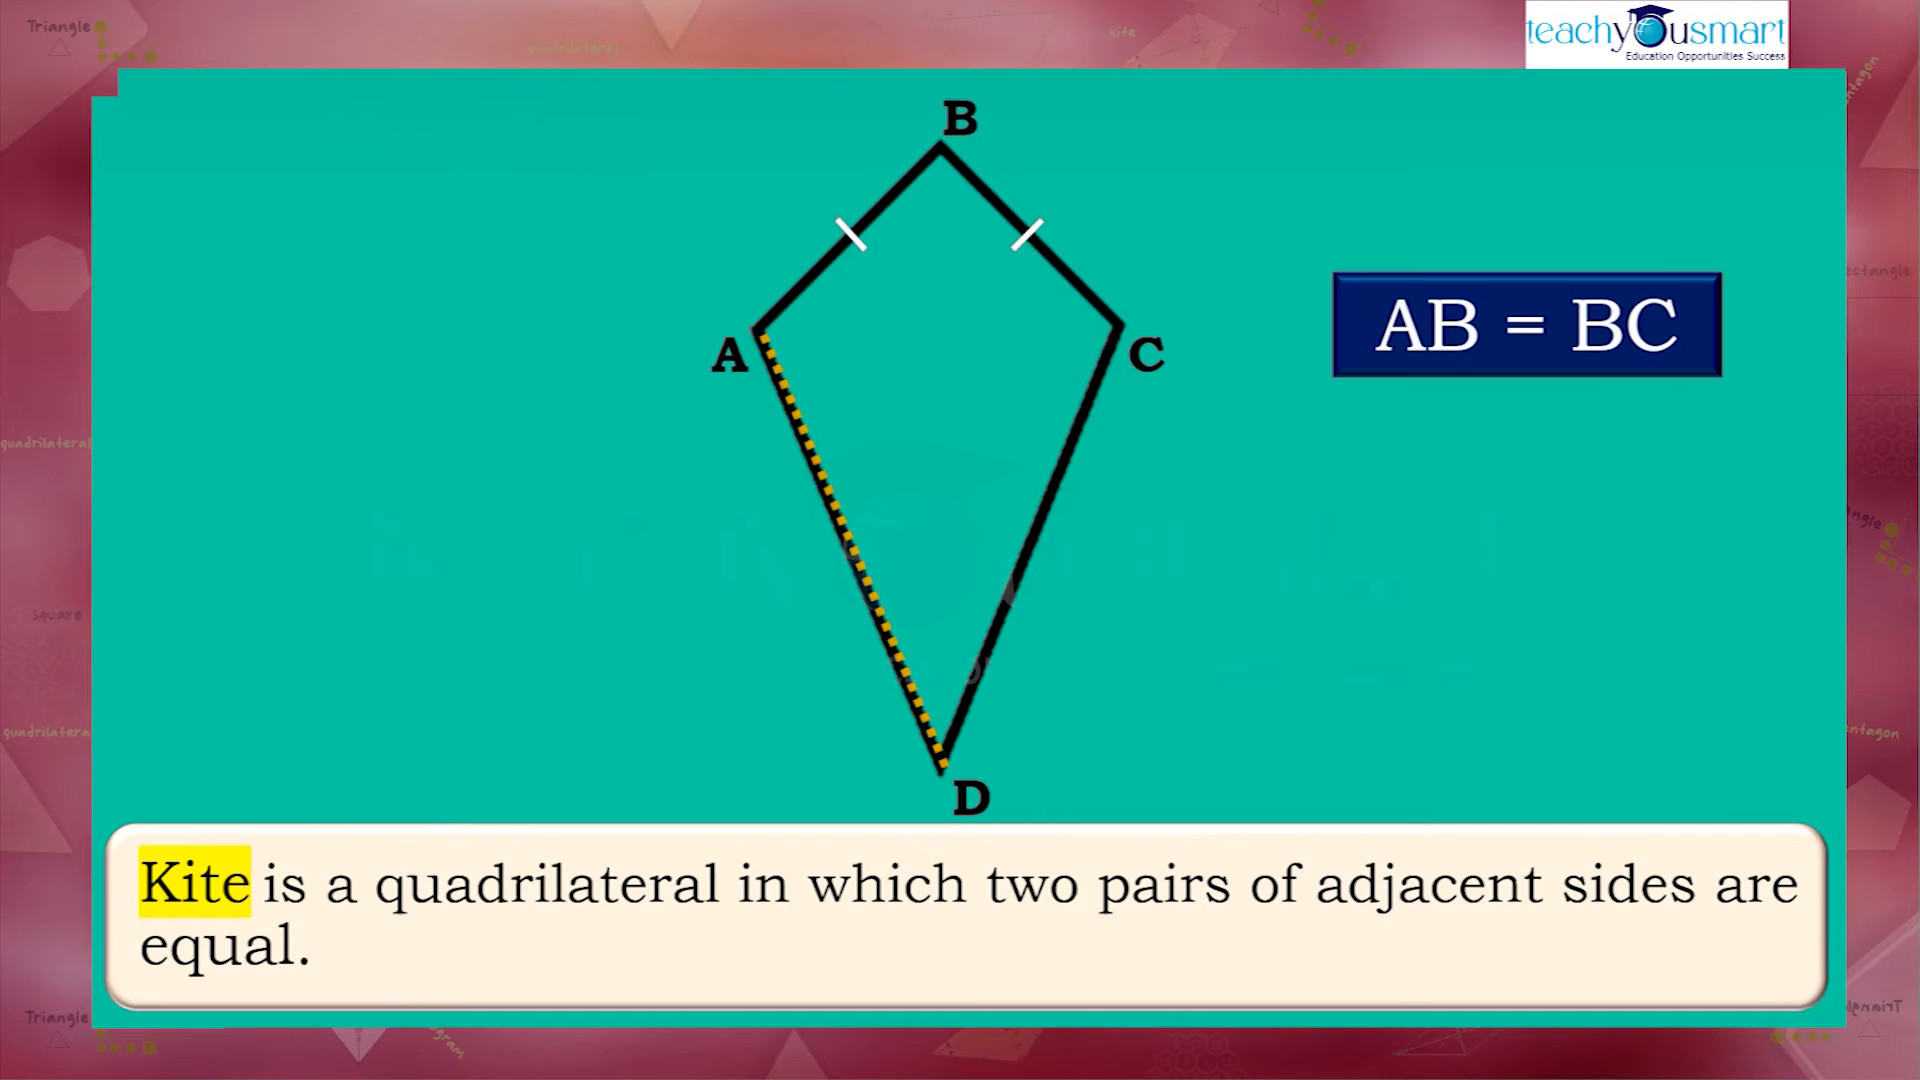 Triangle
quadrilateral
kite
teachyousmart
Education Opportunities Success
B
AB = BC
A
C
quadrilateral
square
quadrilatera
D
Kite is a quadrilateral in which two pairs of adjacent sides are
equal.
Triangle